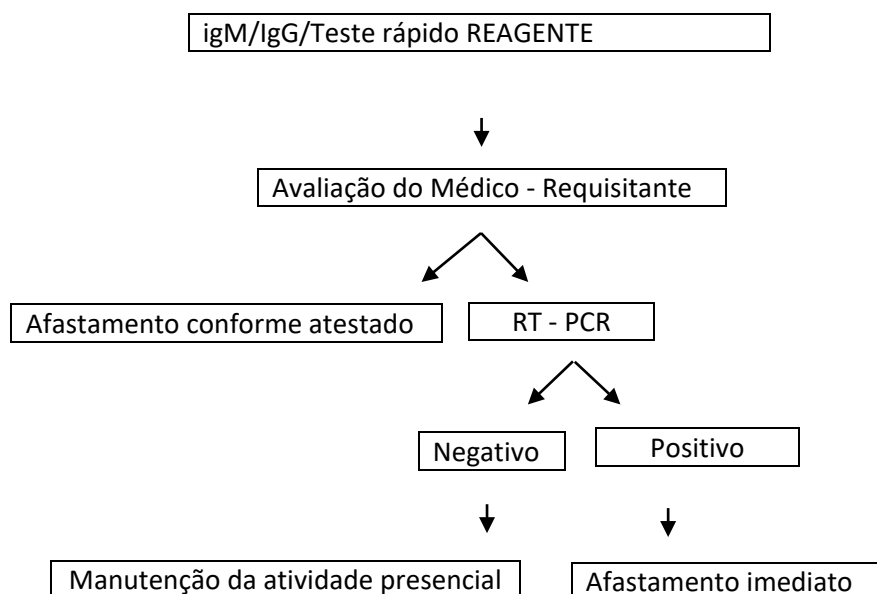 igM/IgG/Teste rápido REAGENTE
Avaliação do Médico - Requisitante
Afastamento conforme atestado
RT - PCR
Negativo
Positivo
Manutenção da atividade presencial
Afastamento imediato